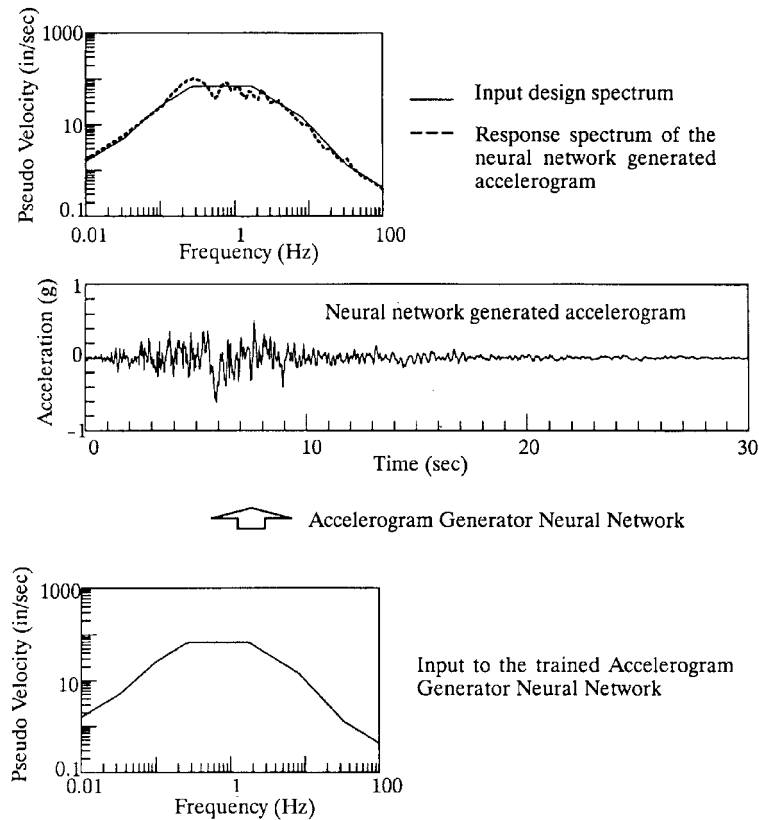 1000
10
0.1
Pseudo Velocity (in/sec)
0.01
1
100
Frequency (Hz)
Input design spectrum
Response spectrum of the
neural network generated
accelerogram
1
0
-1
Acceleration (g)
Neural network generated accelerogram
0
10
20
30
Time (sec)
Accelerogram Generator Neural Network
1000
10
0.1
Pseudo Velocity (in/sec)
0.01
1
100
Frequency (Hz)
Input to the trained Accelerogram
Generator Neural Network